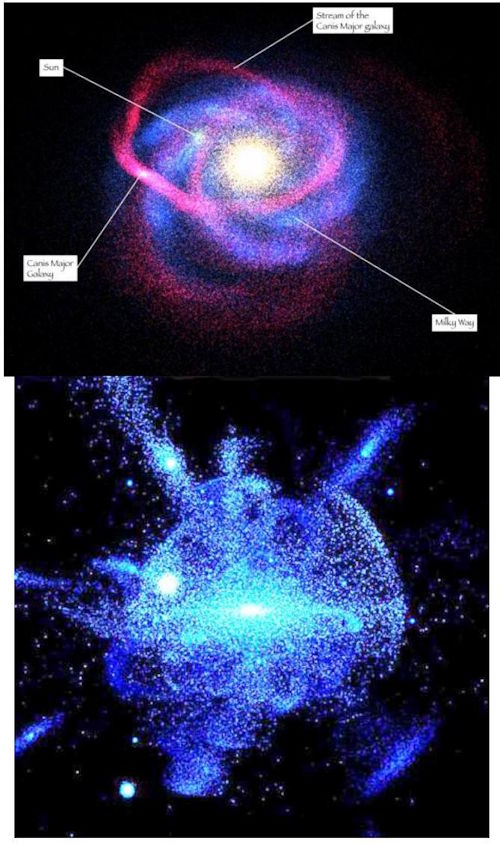 Stream of the
Canis Major galaxy
Sun
Canis Major
Galaxy
Milky Way